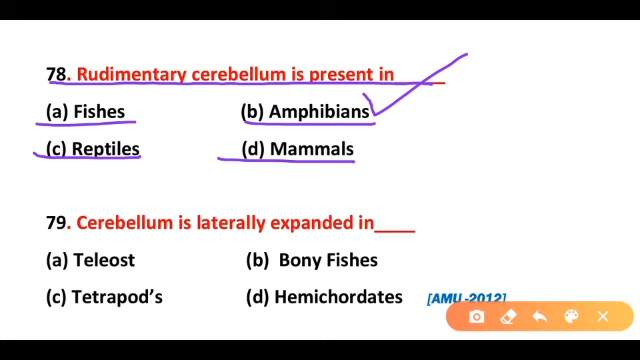 78. Rudimentary cerebellum is present in_____
(a) Fishes (b) Amphibians
(c) Reptiles (d) Mammals
79. Cerebellum is laterally expanded in____
(a) Teleost (b) Bony Fishes
(c) Tetrapod’s (d) Hemichordates [AMU -2012]